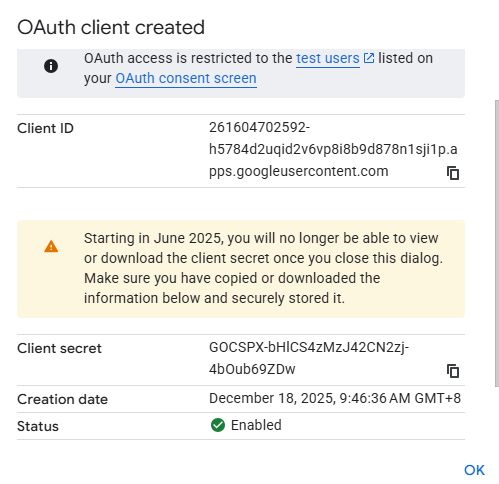 OAuth client created
OAuth access is restricted to the test users listed on
your OAuth consent screen
Client ID
261604702592-
h5784d2uqid2v6vp8i8b9d878n1sji1p.a
pps.googleusercontent.com
Starting in June 2025, you will no longer be able to view
or download the client secret once you close this dialog.
Make sure you have copied or downloaded the
information below and securely stored it.
Client secret
GOCSPX-bHlCS4zMzJ42CN2zj-
4bOub69ZDw
Creation date
December 18, 2025, 9:46:36 AM GMT+8
Status
Enabled
OK